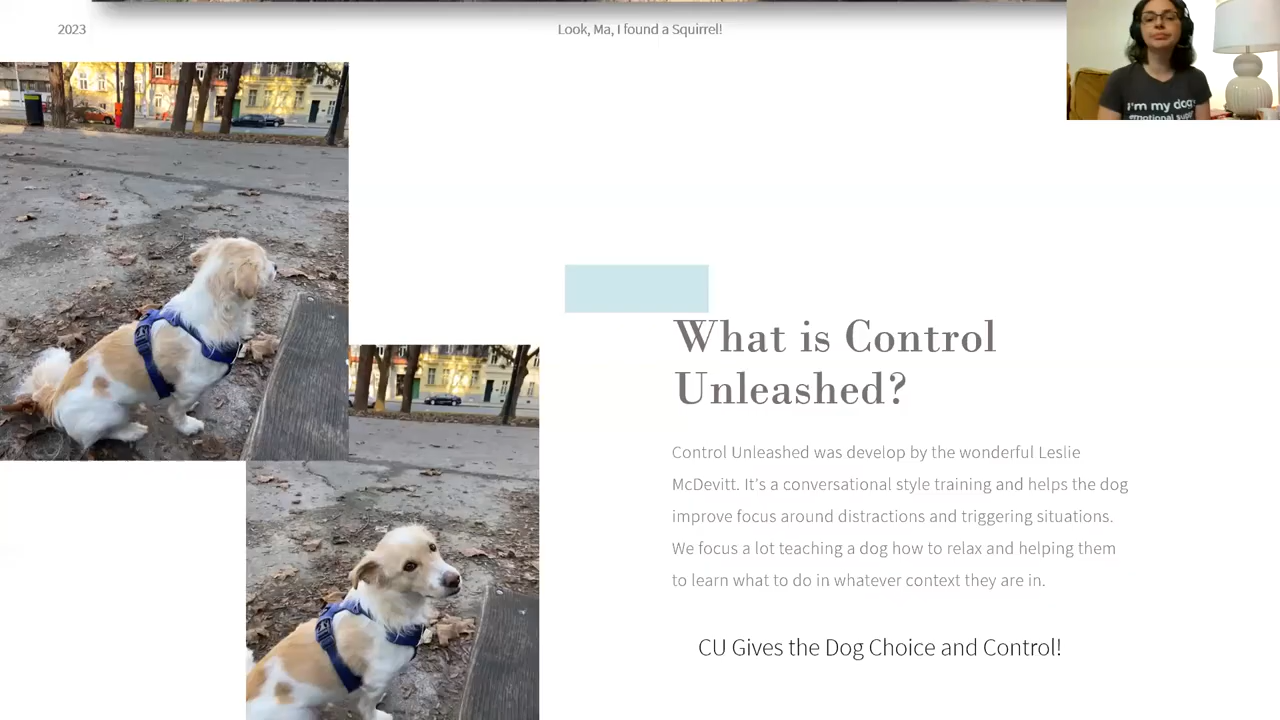 2023
Look, Ma, I found a Squirrel!
I'm my dog
emotional supp
What is Control
Unleashed?
Control Unleashed was develop by the wonderful Leslie
McDevitt. It's a conversational style training and helps the dog
improve focus around distractions and triggering situations.
We focus a lot teaching a dog how to relax and helping them
to learn what to do in whatever context they are in.
CU Gives the Dog Choice and Control!